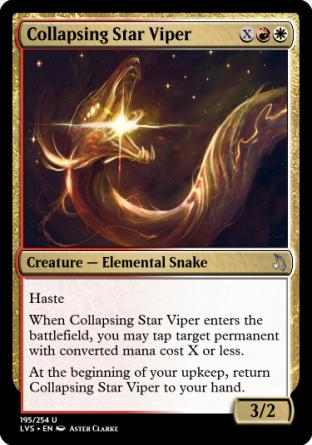 Collapsing Star Viper X
Creature — Elemental Snake
Haste
When Collapsing Star Viper enters the
battlefield, you may tap target permanent
with converted mana cost X or less.
At the beginning of your upkeep, return
Collapsing Star Viper to your hand.
3/2
195/254 U
LVS • EN Aster Clarke